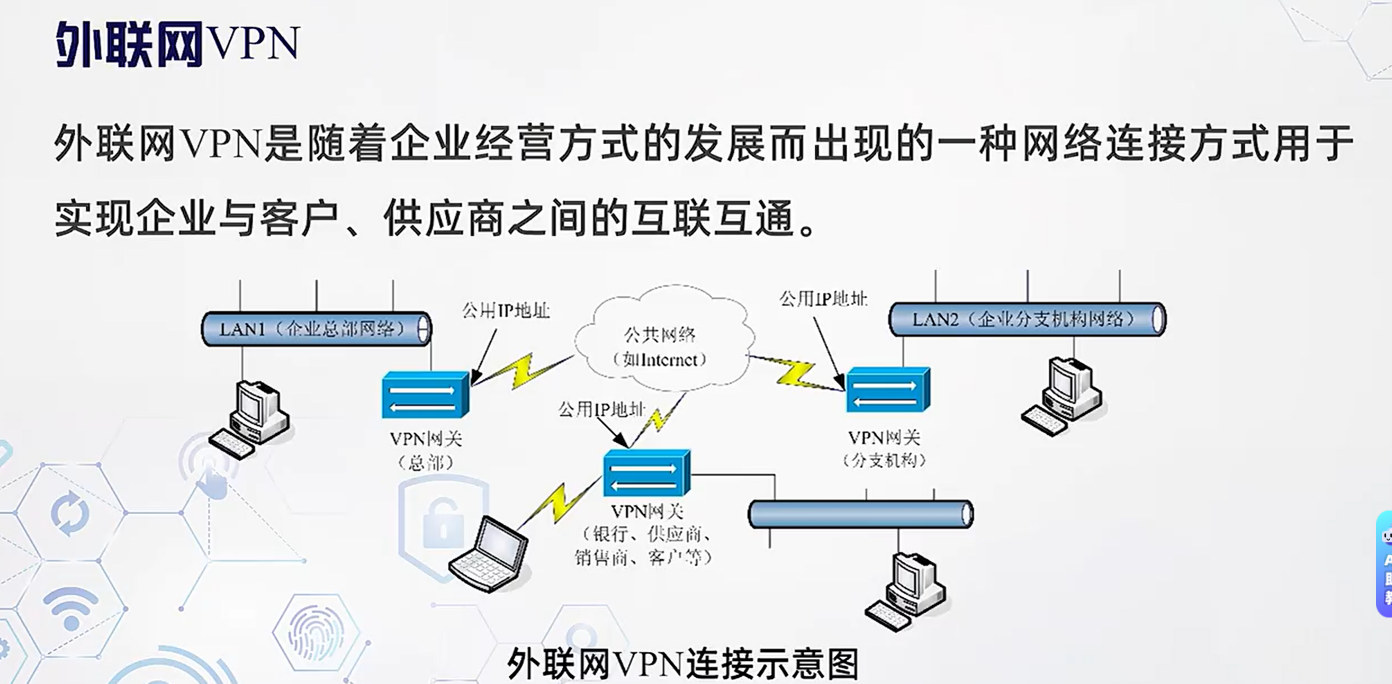 外联网VPN
外联网VPN是随着企业经营方式的发展而出现的一种网络连接方式用于
实现企业与客户、供应商之间的互联互通。
LAN1（企业总部网络）
公用IP地址
公共网络
（如Internet）
公用IP地址
LAN2（企业分支机构网络）
公用IP地址
VPN网关
（总部）
VPN网关
（分支机构）
VPN网关
（银行、供应商、
销售商、客户等）
外联网VPN连接示意图